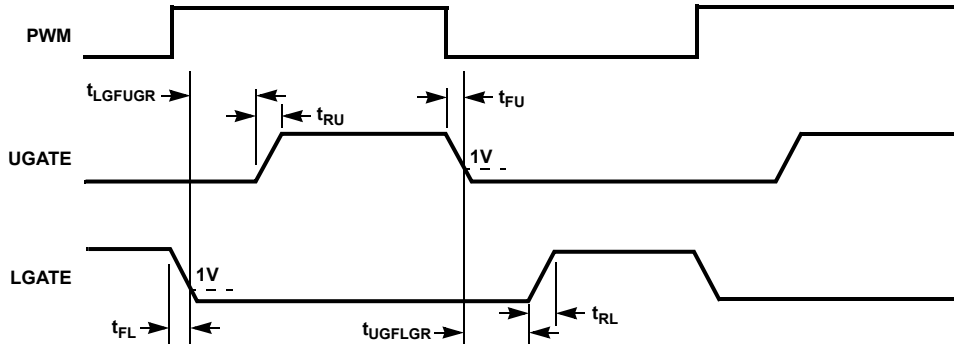 PWM
tLGFUGR
tRU
tFU
UGATE
1V
LGATE
1V
tFL
tUGFLGR
tRL